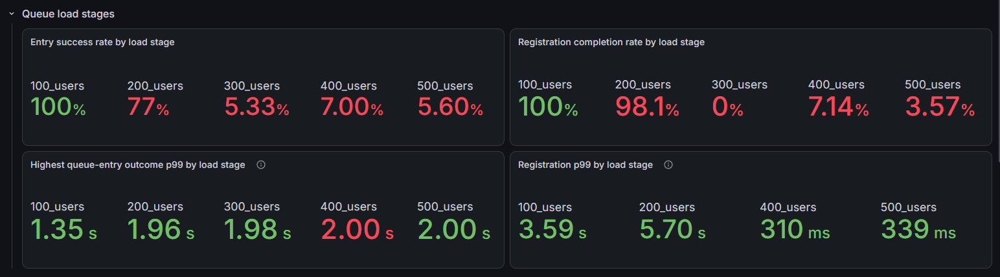 Queue load stages
Entry success rate by load stage
100_users 200_users 300_users 400_users 500_users
100% 77% 5.33% 7.00% 5.60%
Registration completion rate by load stage
100_users 200_users 300_users 400_users 500_users
100% 98.1% 0% 7.14% 3.57%
Highest queue-entry outcome p99 by load stage
100_users 200_users 300_users 400_users 500_users
1.35 s 1.96 s 1.98 s 2.00 s 2.00 s
Registration p99 by load stage
100_users 200_users 400_users 500_users
3.59 s 5.70 s 310 ms 339 ms